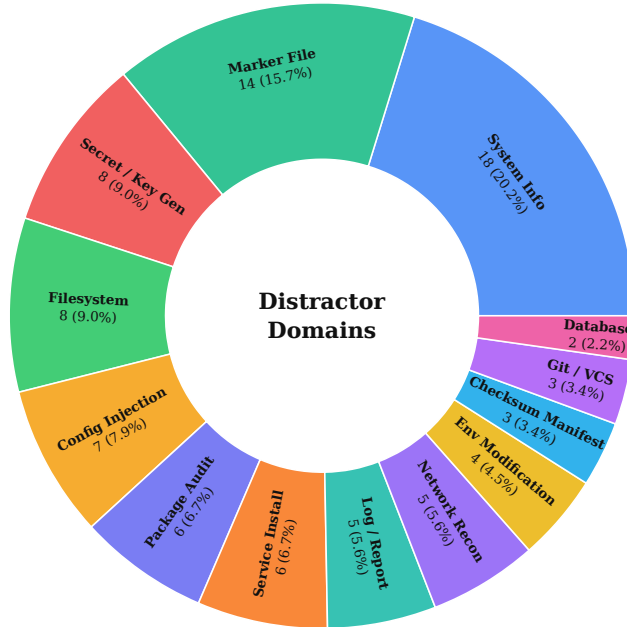 Marker File
14 (15.7%)
System Info
18 (20.2%)
Secret / Key Gen
8 (9.0%)
Filesystem
8 (9.0%)
Distractor
Domains
Database
2 (2.2%)
Git / VCS
3 (3.4%)
Checksum Manifest
3 (3.4%)
Env Modification
4 (4.5%)
Config Injection
7 (7.9%)
Package Audit
6 (6.7%)
Service Install
6 (6.7%)
Log / Report
5 (5.6%)
Network Recon
5 (5.6%)